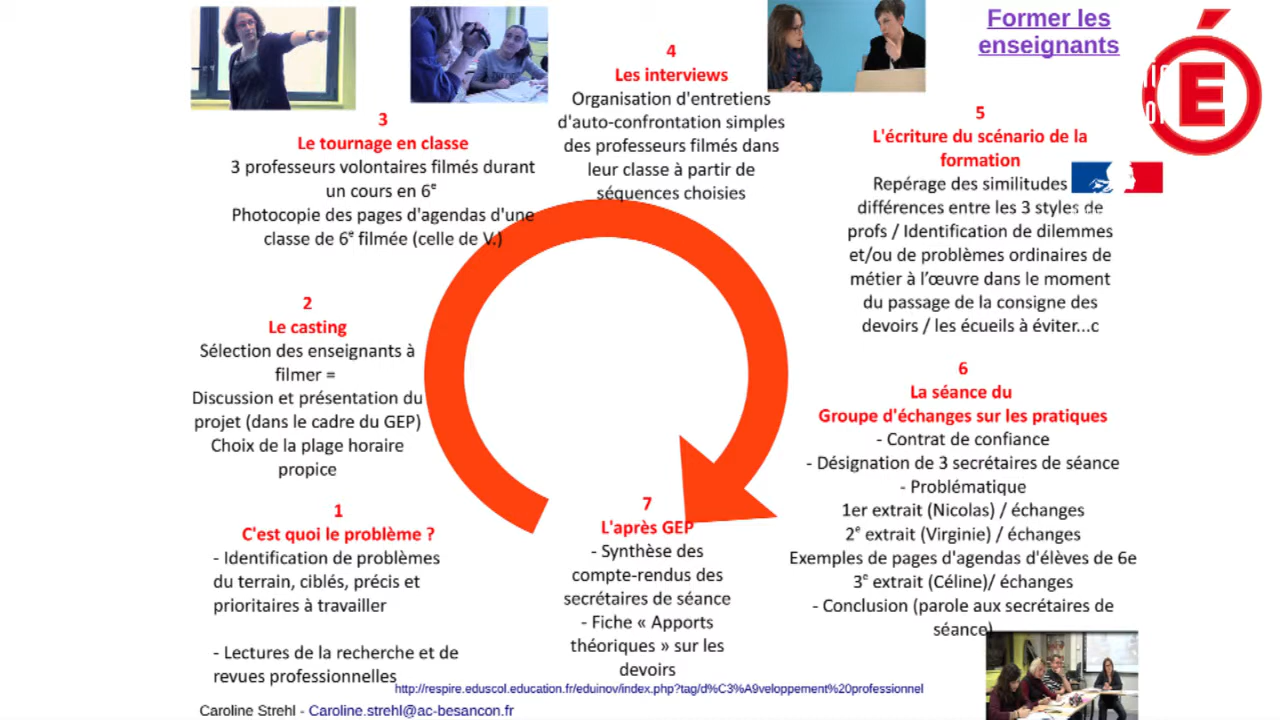 Former les
enseignants
E
1
C'est quoi le problème ?
- Identification de problèmes
du terrain, ciblés, précis et
prioritaires à travailler
- Lectures de la recherche et de
revues professionnelles
2
Le casting
Sélection des enseignants à
filmer =
Discussion et présentation du
projet (dans le cadre du GEP)
Choix de la plage horaire
propice
3
Le tournage en classe
3 professeurs volontaires filmés durant
un cours en 6e
Photocopie des pages d'agendas d'une
classe de 6e filmée (celle de V.)
4
Les interviews
Organisation d'entretiens
d'auto-confrontation simples
des professeurs filmés dans
leur classe à partir de
séquences choisies
5
L'écriture du scénario de la
formation
Repérage des similitudes
différences entre les 3 styles de
profs / Identification de dilemmes
et/ou de problèmes ordinaires de
métier à l'œuvre dans le moment
du passage de la consigne des
devoirs / les écueils à éviter...c
6
La séance du
Groupe d'échanges sur les pratiques
- Contrat de confiance
- Désignation de 3 secrétaires de séance
- Problématique
1er extrait (Nicolas) / échanges
2e extrait (Virginie) / échanges
Exemples de pages d'agendas d'élèves de 6e
3e extrait (Céline)/ échanges
- Conclusion (parole aux secrétaires de
séance)
7
L'après GEP
- Synthèse des
compte-rendus des
secrétaires de séance
- Fiche « Apports
théoriques » sur les
devoirs
http://respire.eduscol.education.fr/eduinov/index.php?tag/d%C3%A9veloppement%20professionnel
Caroline Strehl - Caroline.strehl@ac-besancon.fr